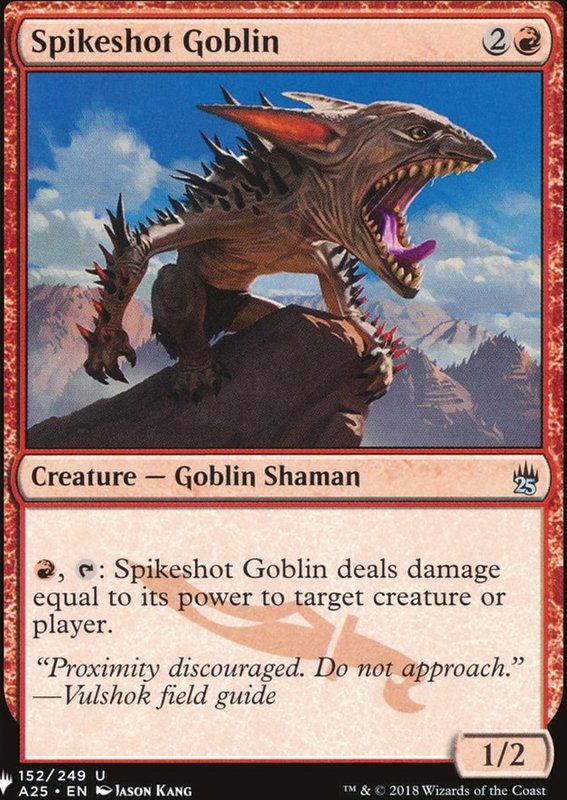 Spikeshot Goblin 2
Creature — Goblin Shaman
25
, : Spikeshot Goblin deals damage
equal to its power to target creature or
player.
“Proximity discouraged. Do not approach.”
—Vulshok field guide
1/2
152/249 U
A25 • EN JASON KANG
™ & © 2018 Wizards of the Coast